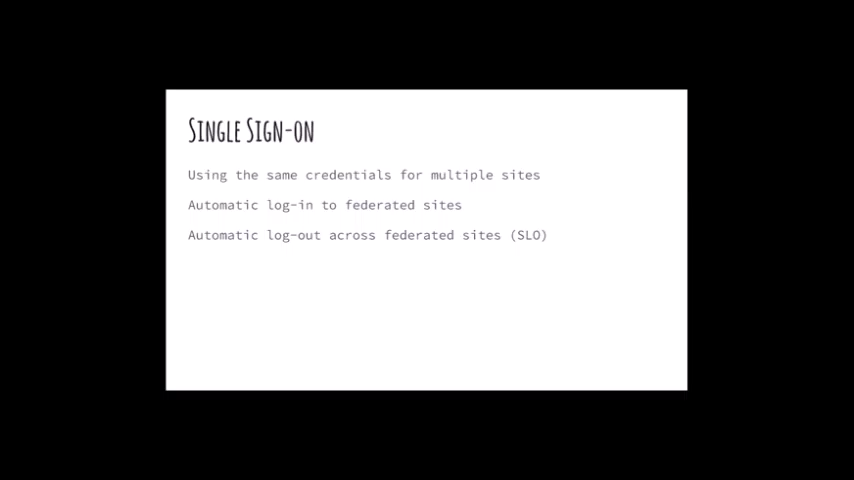 Single Sign-on
Using the same credentials for multiple sites
Automatic log-in to federated sites
Automatic log-out across federated sites (SLO)